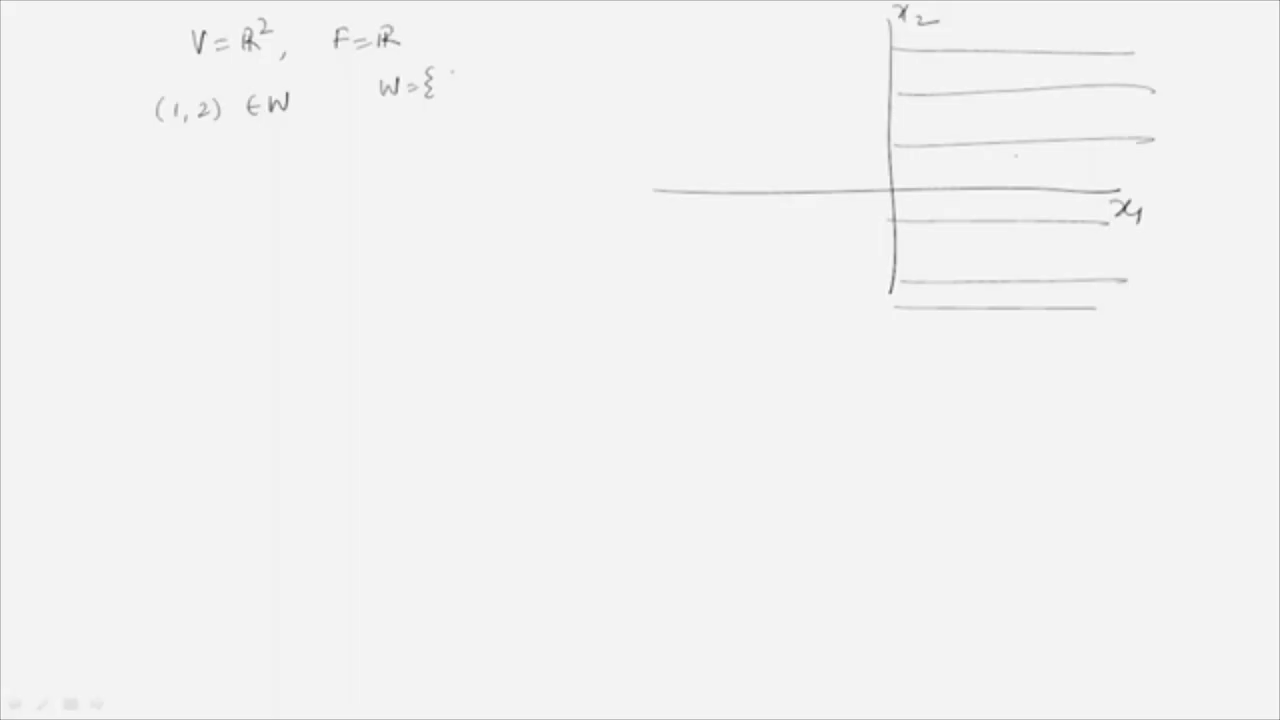 V = ℝ², F = ℝ
W = {
(1, 2) ∈ W
x₂
x₁